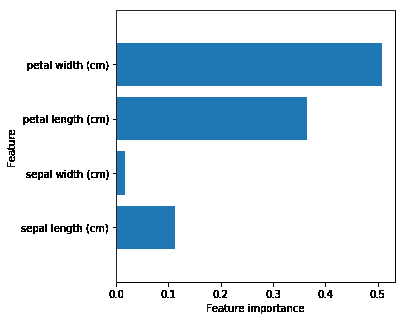 petal width (cm)
petal length (cm)
sepal width (cm)
sepal length (cm)
Feature
0.0 0.1 0.2 0.3 0.4 0.5
Feature importance